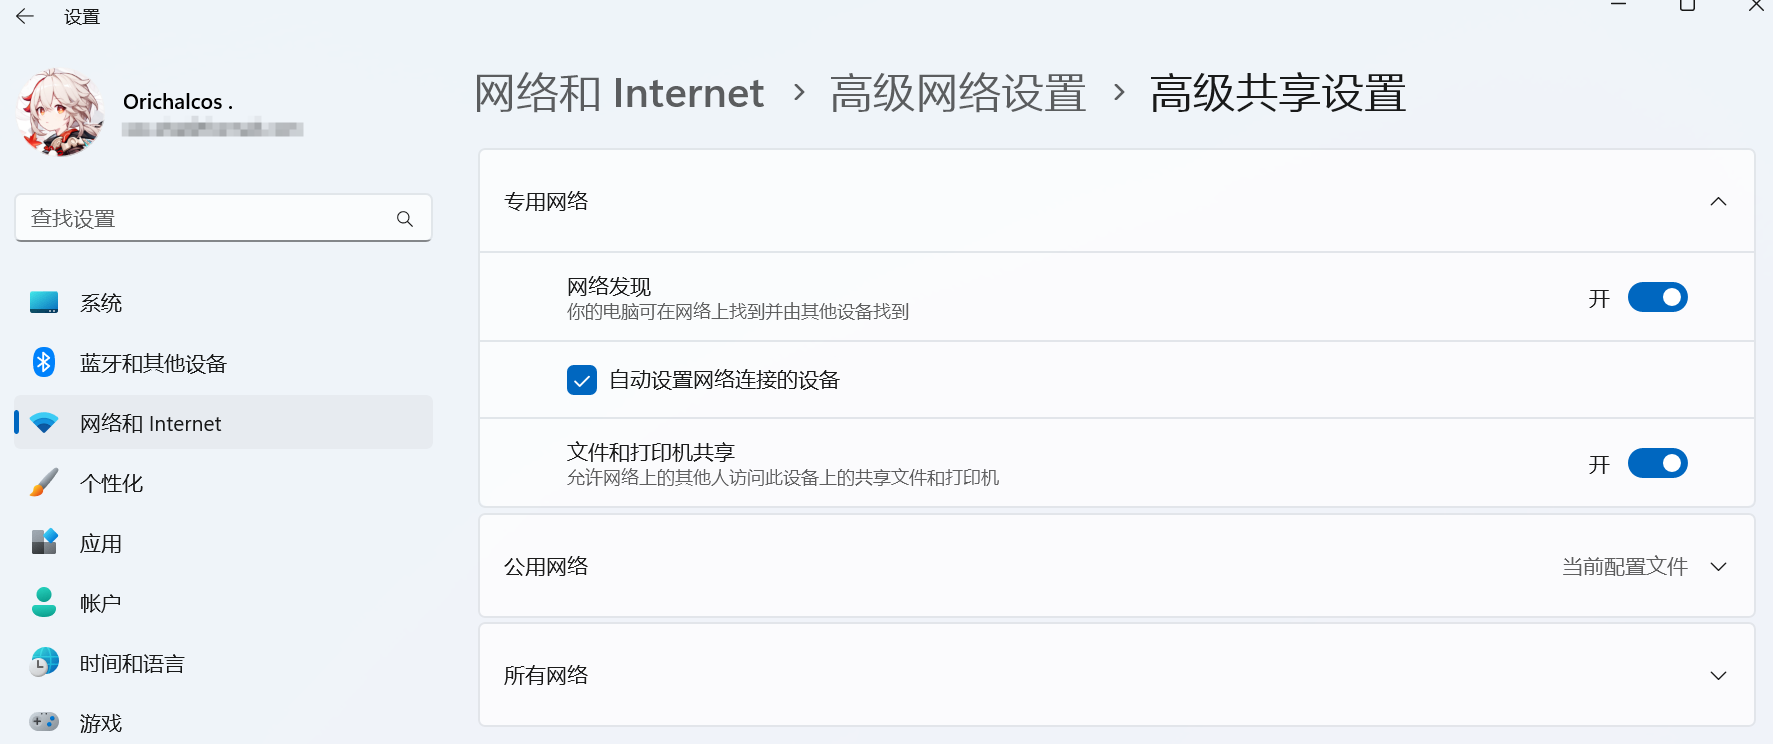 设置
Orichalcos .
查找设置
系统
蓝牙和其他设备
网络和 Internet
个性化
应用
帐户
时间和语言
游戏
网络和 Internet > 高级网络设置 > 高级共享设置
专用网络
网络发现
你的电脑可在网络上找到并由其他设备找到
开
自动设置网络连接的设备
文件和打印机共享
允许网络上的其他人访问此设备上的共享文件和打印机
开
公用网络
当前配置文件
所有网络